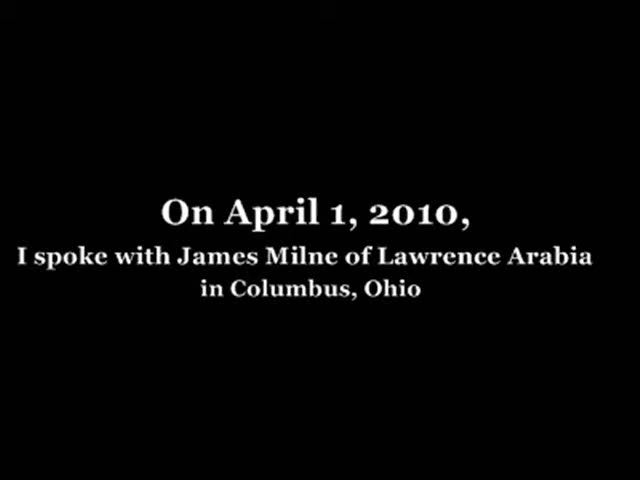 On April 1, 2010,
I spoke with James Milne of Lawrence Arabia
in Columbus, Ohio